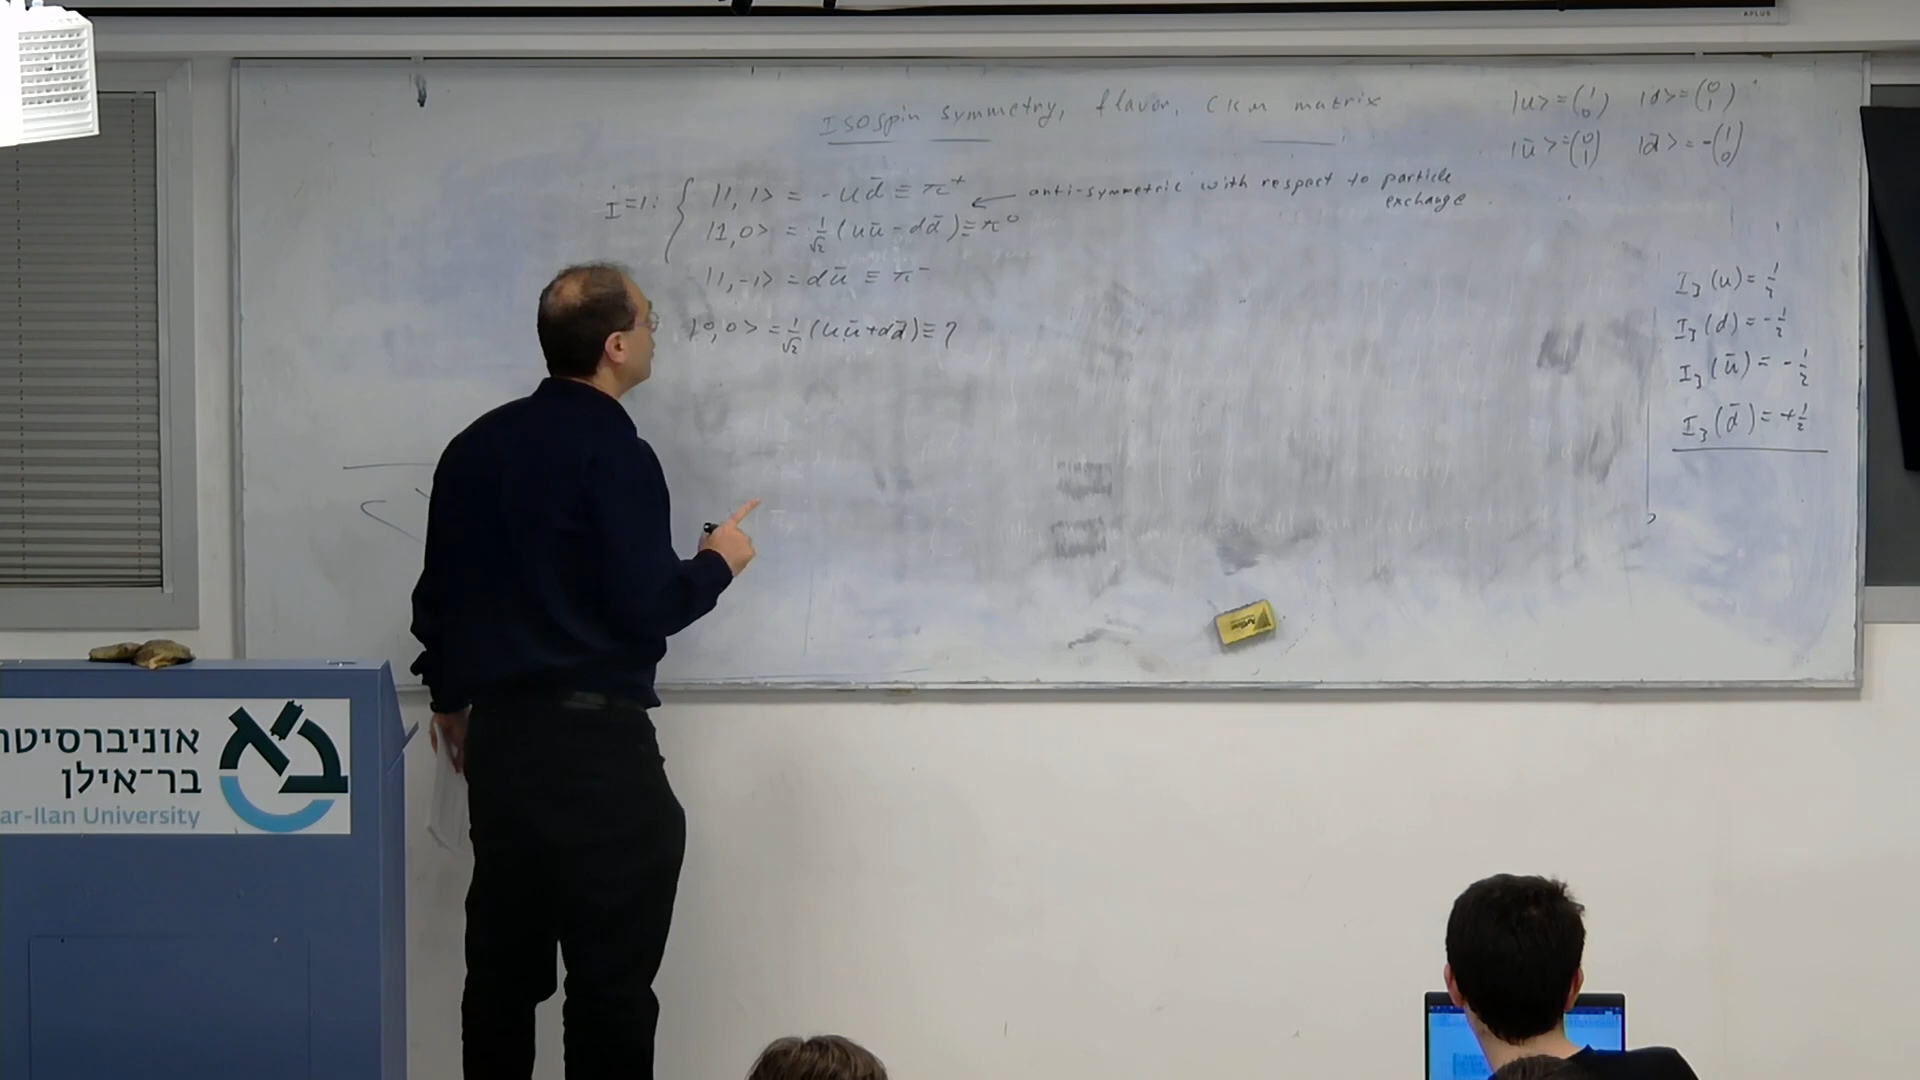 APLUS
Isospin symmetry, flavor, CKM matrix
|u> = (1 0) |d> = (0 1)
|ū> = (0 1) |d̄> = -(1 0)
I=1: { |1,1> = -ud̄ ≡ π⁺ ← anti-symmetric with respect to particle exchange
|1,0> = 1/√2 (uū - dd̄) ≡ π⁰
|1,-1> = dū ≡ π⁻
|0,0> = 1/√2 (uū + dd̄) ≡ η
I₃(u) = 1/2
I₃(d) = -1/2
I₃(ū) = -1/2
I₃(d̄) = +1/2
אוניברסיטת
בר־אילן
ar-Ilan University